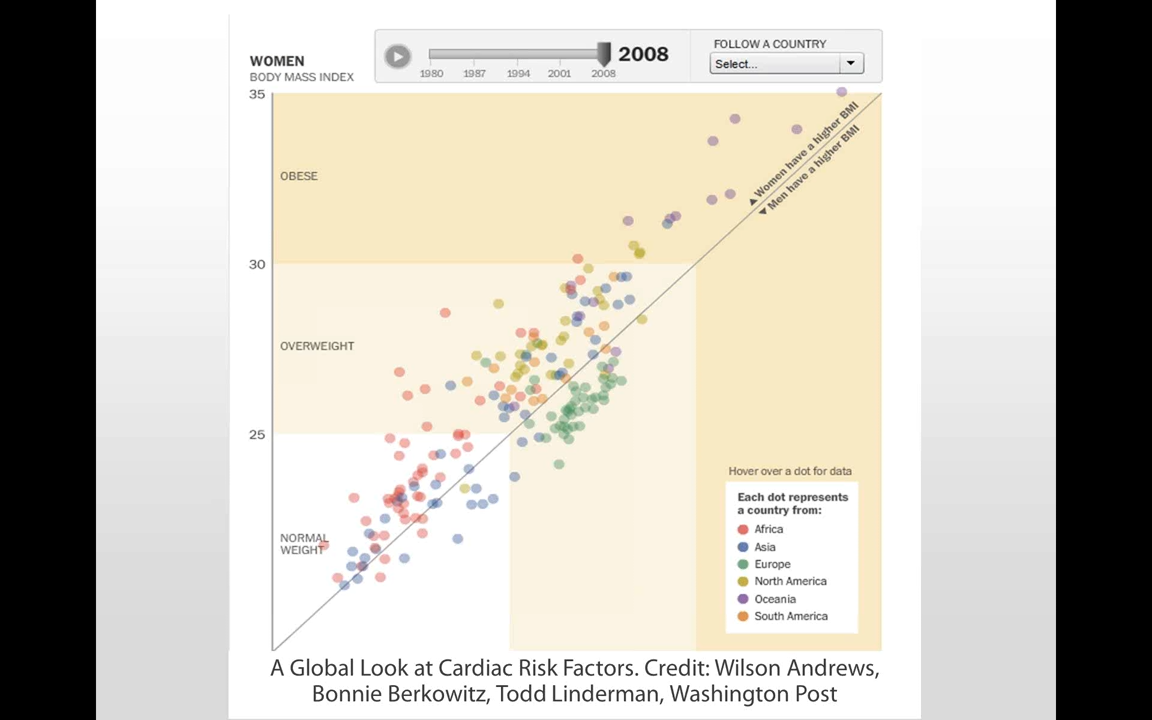 WOMEN
BODY MASS INDEX
2008
1980 1987 1994 2001 2008
FOLLOW A COUNTRY
Select...
35
30
25
OBESE
OVERWEIGHT
NORMAL
WEIGHT
Women have a higher BMI
Men have a higher BMI
Hover over a dot for data
Each dot represents
a country from:
Africa
Asia
Europe
North America
Oceania
South America
A Global Look at Cardiac Risk Factors. Credit: Wilson Andrews,
Bonnie Berkowitz, Todd Linderman, Washington Post